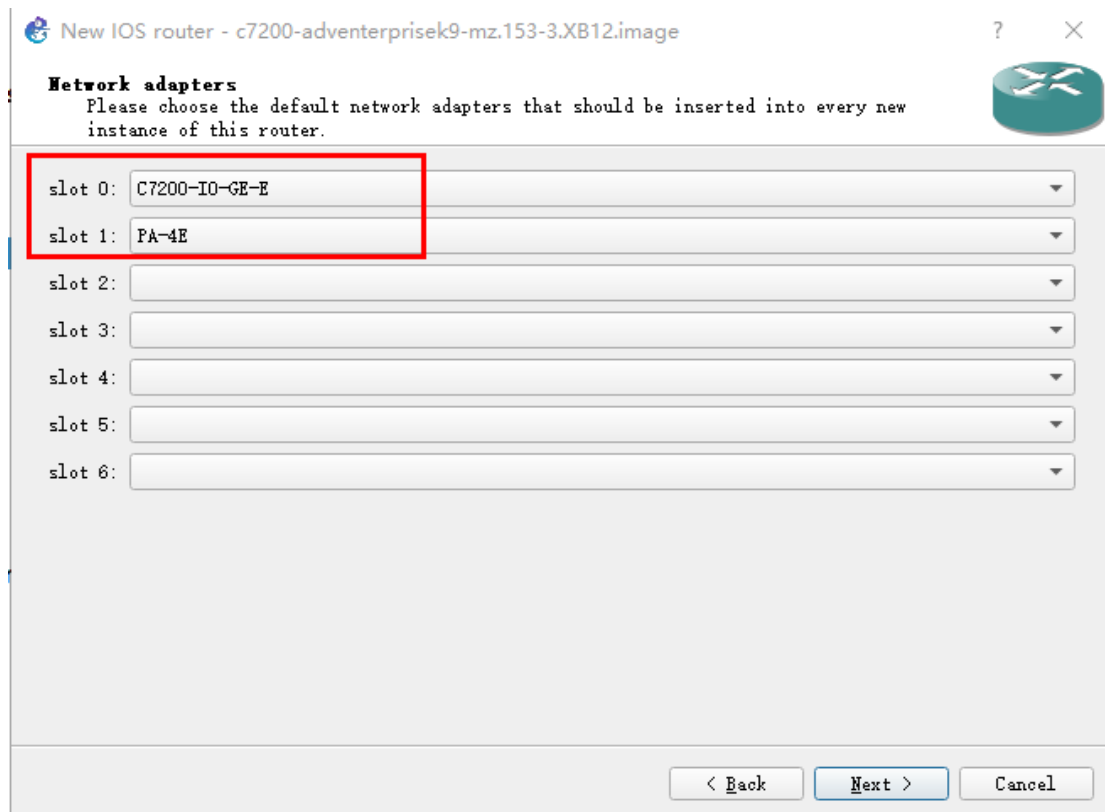 New IOS router - c7200-adventerprisek9-mz.153-3.XB12.image
?
Network adapters
Please choose the default network adapters that should be inserted into every new
instance of this router.
slot 0: C7200-IO-GE-E
slot 1: PA-4E
slot 2:
slot 3:
slot 4:
slot 5:
slot 6:
< Back Next > Cancel